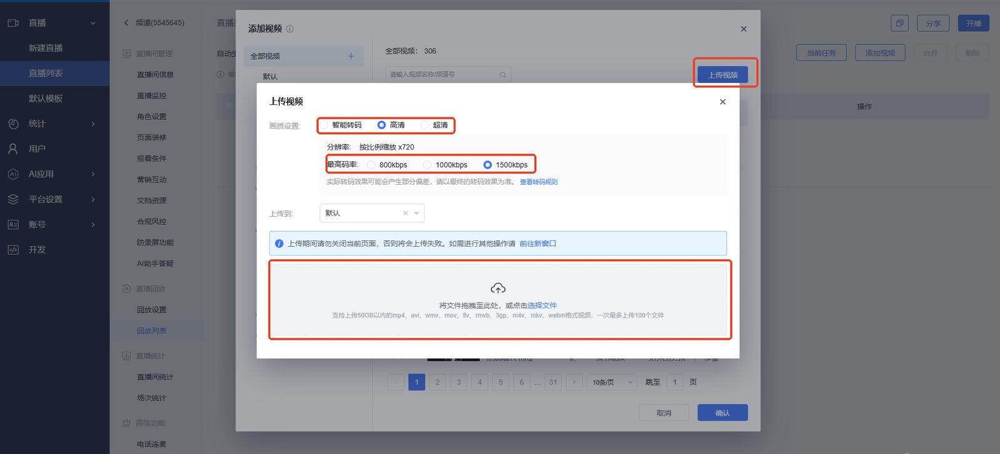 直播
新建直播
直播列表
默认模板
统计
用户
AI应用
平台设置
账号
开发
频道(5545645)
直播间管理
直播间信息
直播监控
角色设置
页面装修
观看条件
营销互动
文档资源
合规风控
防录屏功能
AI助手答疑
直播回放
回放设置
回放列表
直播统计
直播间统计
场次统计
高级功能
电话连麦
分享
开播
当前任务
添加视频
合并
删除
操作
添加视频
全部视频
默认
全部视频： 306
请输入视频名称/频道号
上传视频
上传视频
画质设置:
智能转码 高清 超清
分辨率: 按比例缩放 x720
最高码率: 800kbps 1000kbps 1500kbps
实际转码效果可能会产生部分偏差，请以最终的转码效果为准。 查看转码规则
上传到: 默认
上传期间请勿关闭当前页面，否则将会上传失败。如需进行其他操作请 前往新窗口
将文件拖拽至此处，或点击选择文件
支持上传50GB以内的mp4、avi、wmv、mov、flv、rmvb、3gp、m4v、mkv、webm格式视频，一次最多上传100个文件
1 2 3 4 5 6 ... 31 10条/页 跳至 1 页
取消 确认